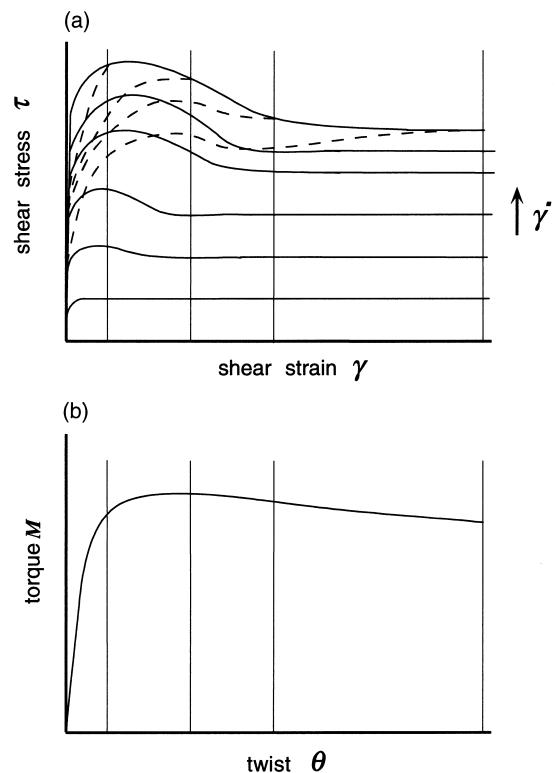 (a)
shear stress τ
γ̇
shear strain γ
(b)
torque M
twist θ